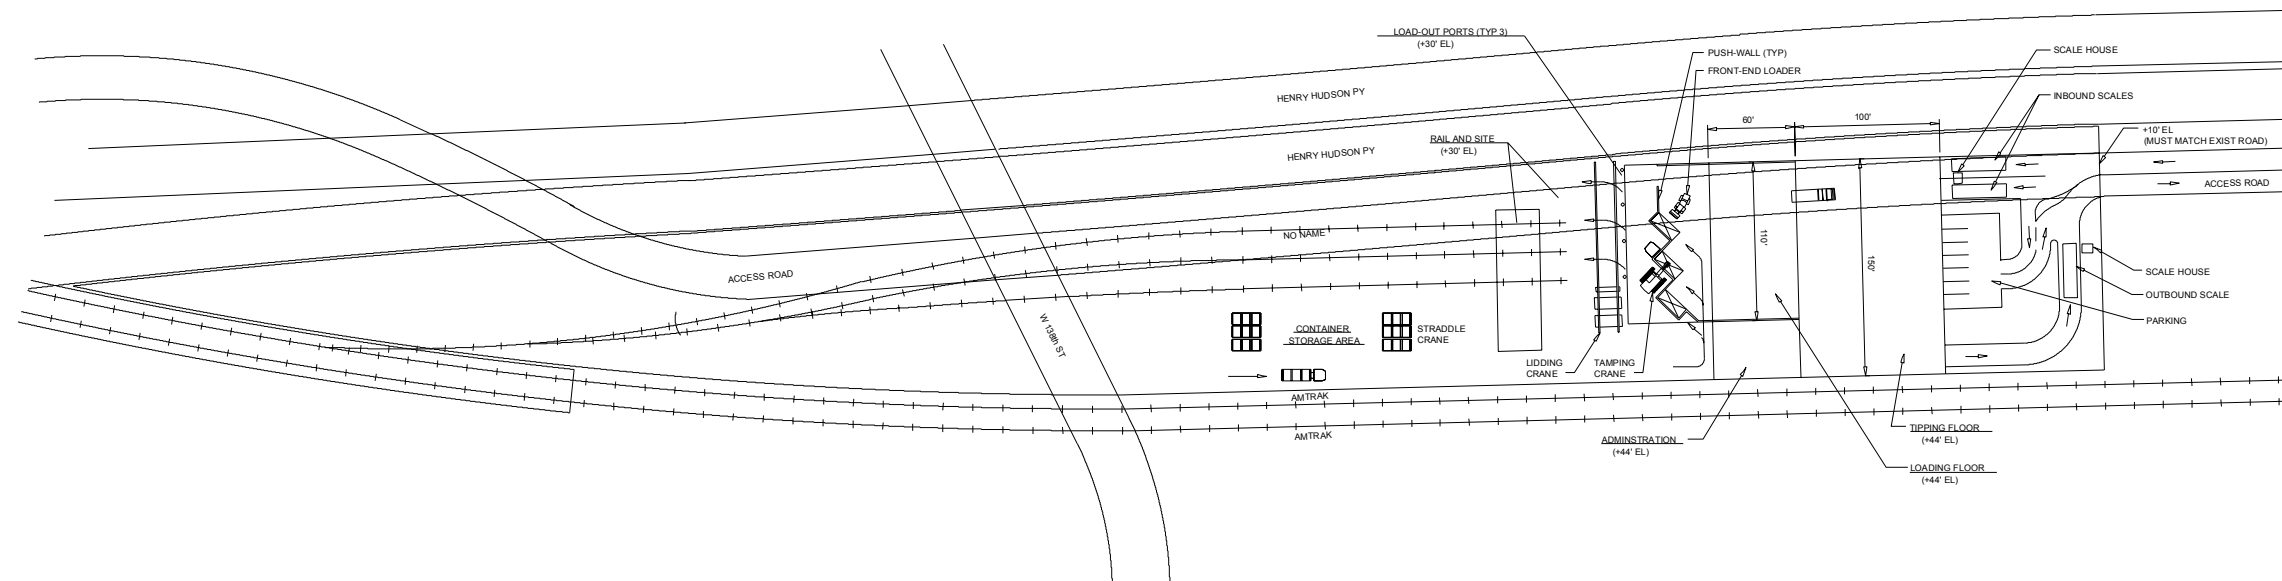 LOAD-OUT PORTS (TYP 3)
(+30' EL)
PUSH-WALL (TYP)
FRONT-END LOADER
SCALE HOUSE
INBOUND SCALES
HENRY HUDSON PY
60'
100'
+10' EL
(MUST MATCH EXIST ROAD)
RAIL AND SITE
(+30' EL)
HENRY HUDSON PY
ACCESS ROAD
NO NAME
110'
150'
ACCESS ROAD
SCALE HOUSE
OUTBOUND SCALE
PARKING
W 138th ST
CONTAINER
STORAGE AREA
STRADDLE
CRANE
LIDDING
CRANE
TAMPING
CRANE
AMTRAK
AMTRAK
ADMINSTRATION
(+44' EL)
TIPPING FLOOR
(+44' EL)
LOADING FLOOR
(+44' EL)